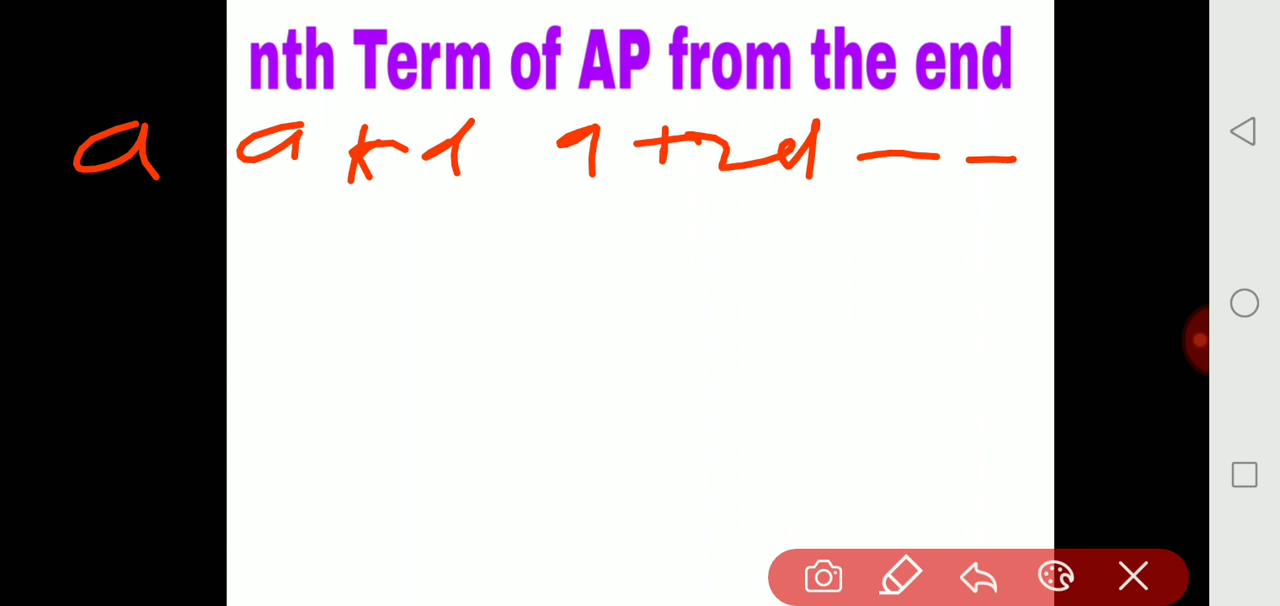 nth Term of AP from the end
a a+d a+2d — —